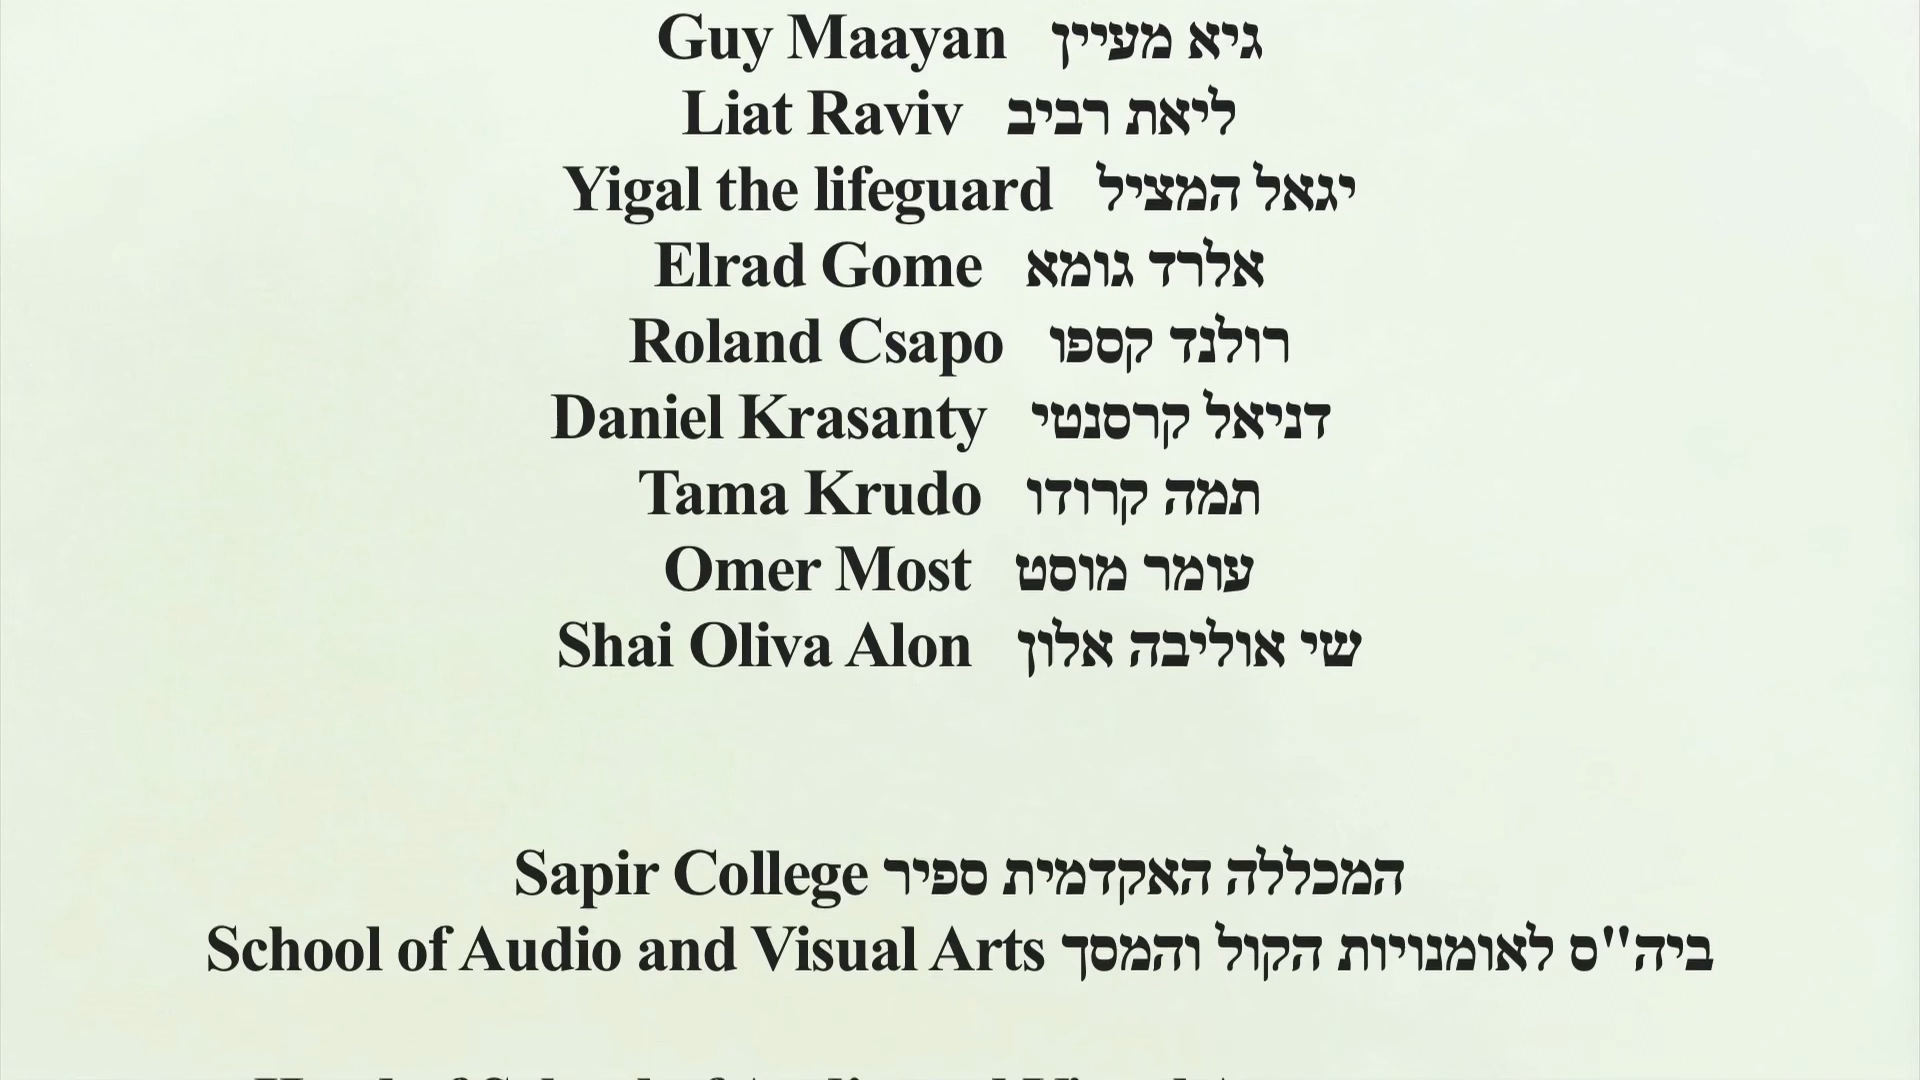 Guy Maayan גיא מעיין
Liat Raviv ליאת רביב
Yigal the lifeguard יגאל המציל
Elrad Gome אלרד גומא
Roland Csapo רולנד קספו
Daniel Krasanty דניאל קרסנטי
Tama Krudo תמה קרודו
Omer Most עומר מוסט
Shai Oliva Alon שי אוליבה אלון
Sapir College המכללה האקדמית ספיר
School of Audio and Visual Arts ביה"ס לאומנויות הקול והמסך